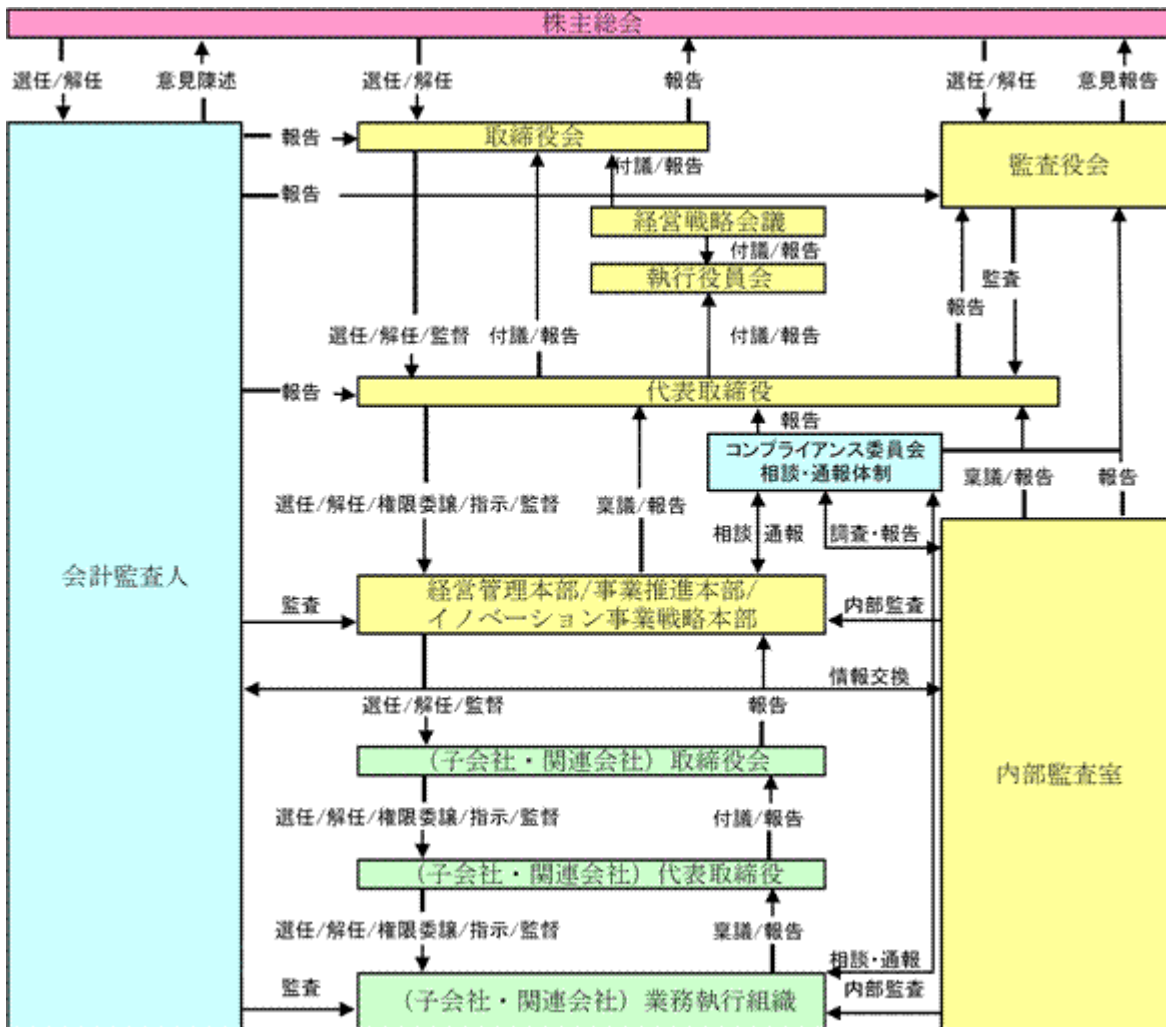 株主総会
選任/解任
意見陳述
選任/解任
報告
選任/解任
意見報告
報告
取締役会
監査役会
付議/報告
報告
経営戦略会議
付議/報告
執行役員会
監査
報告
選任/解任/監督
付議/報告
付議/報告
報告
代表取締役
報告
コンプライアンス委員会
相談・通報体制
選任/解任/権限委譲/指示/監督
稟議/報告
稟議/報告
報告
相談・通報
調査・報告
会計監査人
経営管理本部/事業推進本部/
イノベーション事業戦略本部
監査
内部監査
情報交換
選任/解任/監督
報告
(子会社・関連会社) 取締役会
内部監査室
選任/解任/権限委譲/指示/監督
付議/報告
(子会社・関連会社) 代表取締役
選任/解任/権限委譲/指示/監督
稟議/報告
相談・通報
監査
(子会社・関連会社) 業務執行組織
内部監査